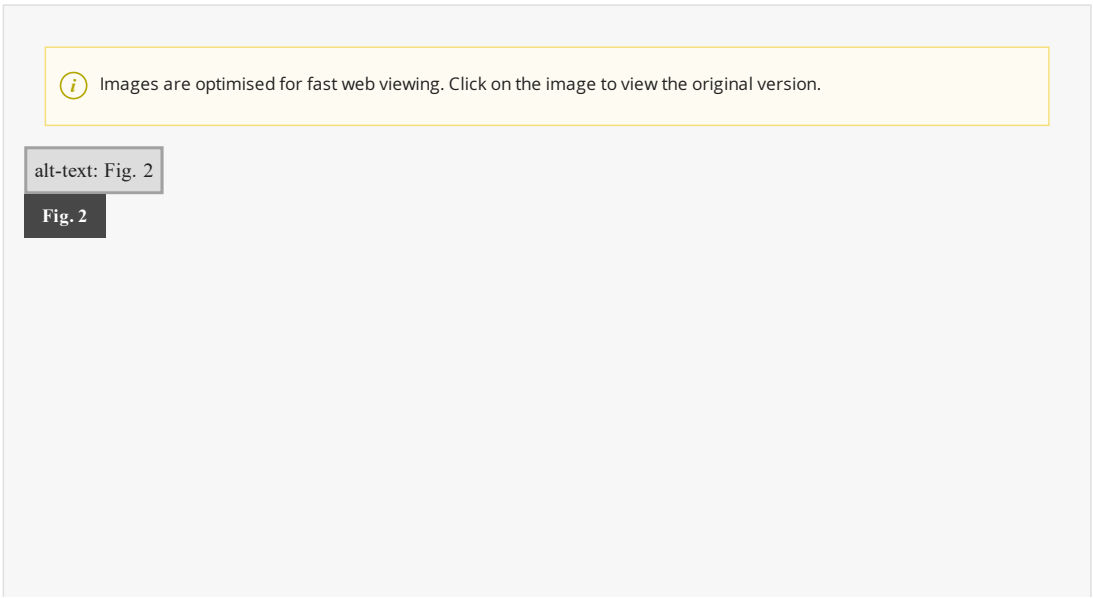 i Images are optimised for fast web viewing. Click on the image to view the original version.
alt-text: Fig. 2
Fig. 2